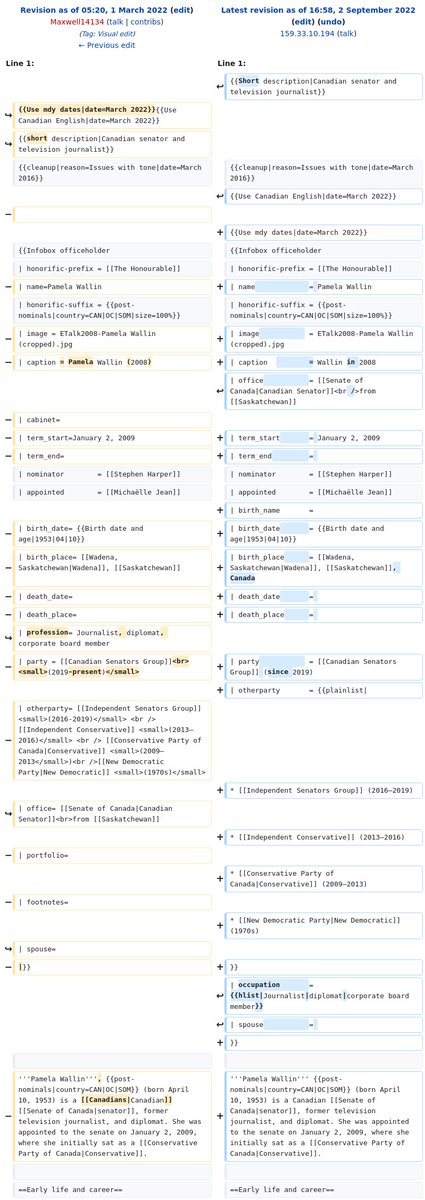 Revision as of 05:20, 1 March 2022 (edit)
Maxwell14134 (talk | contribs)
(Tag: Visual edit)
← Previous edit
Latest revision as of 16:58, 2 September 2022
(edit) (undo)
159.33.10.194 (talk)
Line 1:
Line 1:
{{Short description|Canadian senator and
television journalist}}
{{Use mdy dates|date=March 2022}}{{Use
Canadian English|date=March 2022}}
{{short description|Canadian senator and
television journalist}}
{{cleanup|reason=Issues with tone|date=March
2016}}
{{cleanup|reason=Issues with tone|date=March
2016}}
{{Use Canadian English|date=March 2022}}
−
+
{{Use mdy dates|date=March 2022}}
{{Infobox officeholder
{{Infobox officeholder
| honorific-prefix = [[The Honourable]]
| honorific-prefix = [[The Honourable]]
− | name=Pamela Wallin
+ | name = Pamela Wallin
| honorific-suffix = {{post-
nominals|country=CAN|OC|SOM|size=100%}}
| honorific-suffix = {{post-
nominals|country=CAN|OC|SOM|size=100%}}
− | image = ETalk2008-Pamela Wallin
(cropped).jpg
+ | image = ETalk2008-Pamela Wallin
(cropped).jpg
− | caption = Pamela Wallin (2008)
+ | caption = Wallin in 2008
| office = [[Senate of
Canada|Canadian Senator]]<br />from
[[Saskatchewan]]
− | cabinet=
− | term_start=January 2, 2009
+ | term_start = January 2, 2009
− | term_end=
+ | term_end =
| nominator = [[Stephen Harper]]
| nominator = [[Stephen Harper]]
| appointed = [[Michaëlle Jean]]
| appointed = [[Michaëlle Jean]]
+ | birth_name =
− | birth_date= {{Birth date and
age|1953|04|10}}
+ | birth_date = {{Birth date and
age|1953|04|10}}
− | birth_place= [[Wadena,
Saskatchewan|Wadena]], [[Saskatchewan]]
+ | birth_place = [[Wadena,
Saskatchewan|Wadena]], [[Saskatchewan]],
Canada
− | death_date=
+ | death_date =
− | death_place=
+ | death_place =
| profession= Journalist, diplomat,
corporate board member
− | party = [[Canadian Senators Group]]<br>
<small>(2019-present)</small>
+ | party = [[Canadian Senators
Group]] (since 2019)
+ | otherparty = {{plainlist|
− | otherparty= [[Independent Senators Group]]
<small>(2016-2019)</small> <br />
[[Independent Conservative]] <small>(2013–
2016)</small> <br /> [[Conservative Party of
Canada|Conservative]] <small>(2009–
2013</small>)<br />[[New Democratic
Party|New Democratic]] <small>(1970s)</small>
+ * [[Independent Senators Group]] (2016–2019)
| office= [[Senate of Canada|Canadian
Senator]]<br>from [[Saskatchewan]]
+ * [[Independent Conservative]] (2013–2016)
− | portfolio=
+ * [[Conservative Party of
Canada|Conservative]] (2009–2013)
− | footnotes=
+ * [[New Democratic Party|New Democratic]]
(1970s)
| spouse=
− |}}
+ }}
| occupation =
{{hlist|Journalist|diplomat|corporate board
member}}
| spouse =
+ }}
− '''Pamela Wallin''', {{post-
nominals|country=CAN|OC|SOM}} (born April
10, 1953) is a [[Canadians|Canadian]]
[[Senate of Canada|senator]], former
television journalist, and diplomat. She was
appointed to the senate on January 2, 2009,
where she initially sat as a [[Conservative
Party of Canada|Conservative]].
+ '''Pamela Wallin''' {{post-
nominals|country=CAN|OC|SOM}} (born April
10, 1953) is a Canadian [[Senate of
Canada|senator]], former television
journalist, and diplomat. She was appointed
to the senate on January 2, 2009, where she
initially sat as a [[Conservative Party of
Canada|Conservative]].
==Early life and career==
==Early life and career==